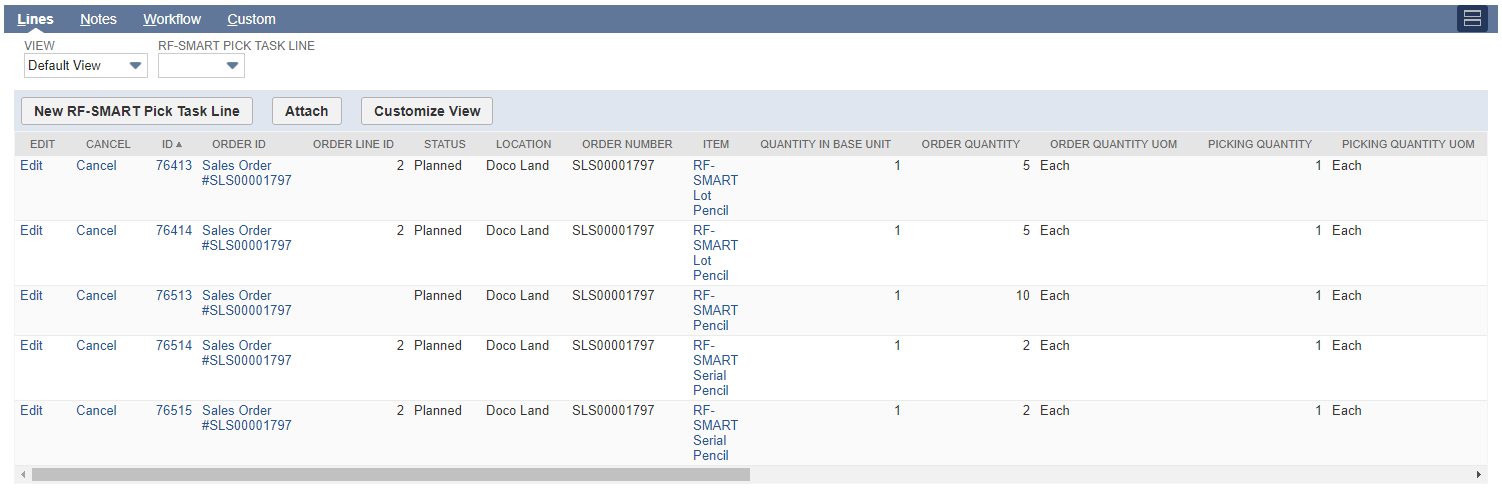 Lines Notes Workflow Custom
VIEW RF-SMART PICK TASK LINE
Default View
New RF-SMART Pick Task Line Attach Customize View
EDIT CANCEL ID ▲ ORDER ID ORDER LINE ID STATUS LOCATION ORDER NUMBER ITEM QUANTITY IN BASE UNIT ORDER QUANTITY ORDER QUANTITY UOM PICKING QUANTITY PICKING QUANTITY UOM
Edit Cancel 76413 Sales Order 2 Planned Doco Land SLS00001797 RF- 1 5 Each 1 Each
#SLS00001797 SMART
Lot
Pencil
Edit Cancel 76414 Sales Order 2 Planned Doco Land SLS00001797 RF- 1 5 Each 1 Each
#SLS00001797 SMART
Lot
Pencil
Edit Cancel 76513 Sales Order Planned Doco Land SLS00001797 RF- 1 10 Each 1 Each
#SLS00001797 SMART
Pencil
Edit Cancel 76514 Sales Order 2 Planned Doco Land SLS00001797 RF- 1 2 Each 1 Each
#SLS00001797 SMART
Serial
Pencil
Edit Cancel 76515 Sales Order 2 Planned Doco Land SLS00001797 RF- 1 2 Each 1 Each
#SLS00001797 SMART
Serial
Pencil